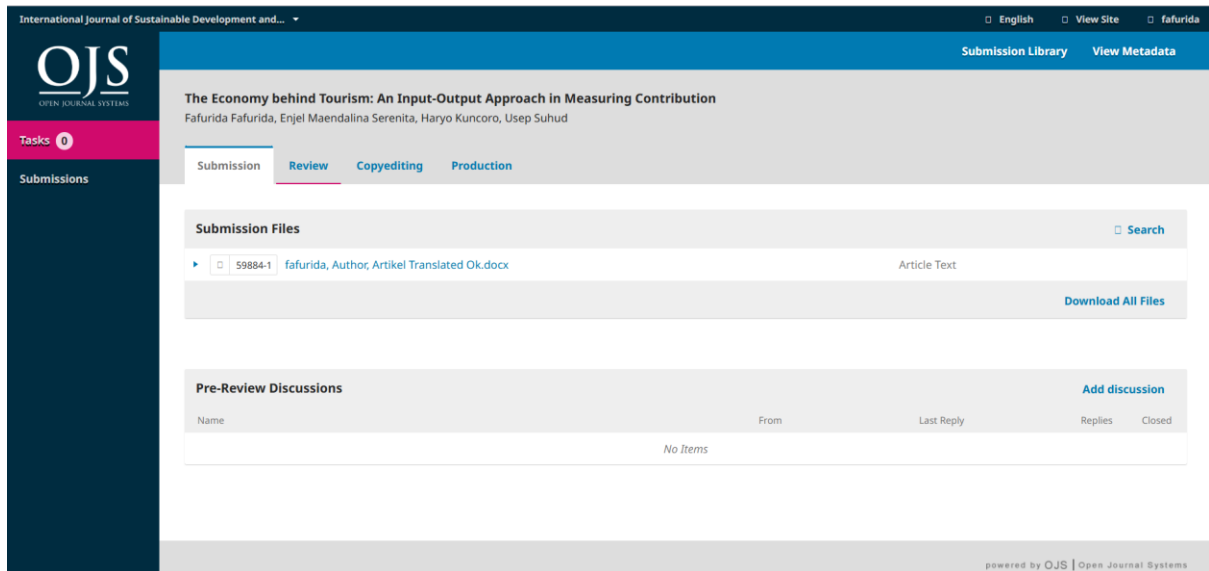 International Journal of Sustainable Development and...
English
View Site
fafurida
OJS
OPEN JOURNAL SYSTEMS
Submission Library
View Metadata
Tasks 0
Submissions
The Economy behind Tourism: An Input-Output Approach in Measuring Contribution
Fafurida Fafurida, Enjel Maendalina Serenita, Haryo Kuncoro, Usep Suhud
Submission
Review
Copyediting
Production
Submission Files
Search
59884-1
fafurida, Author, Artikel Translated Ok.docx
Article Text
Download All Files
Pre-Review Discussions
Add discussion
Name
From
Last Reply
Replies
Closed
No Items
powered by OJS | Open Journal Systems